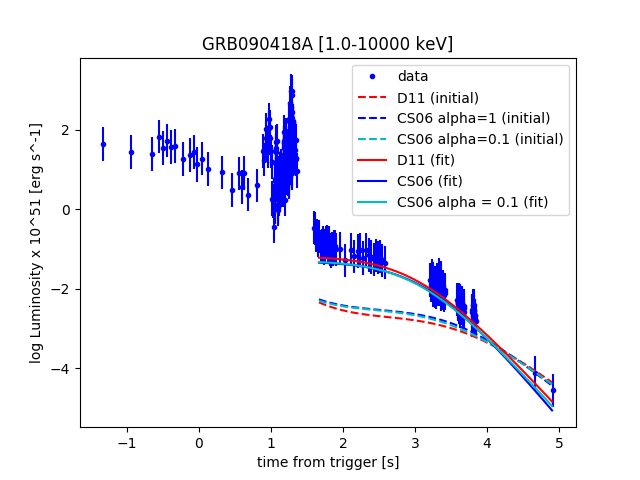 GRB090418A [1.0-10000 keV]
data
D11 (initial)
CS06 alpha=1 (initial)
CS06 alpha=0.1 (initial)
D11 (fit)
CS06 (fit)
CS06 alpha = 0.1 (fit)
log Luminosity x 10^51 [erg s^-1]
2
0
−2
−4
−1 0 1 2 3 4 5
time from trigger [s]